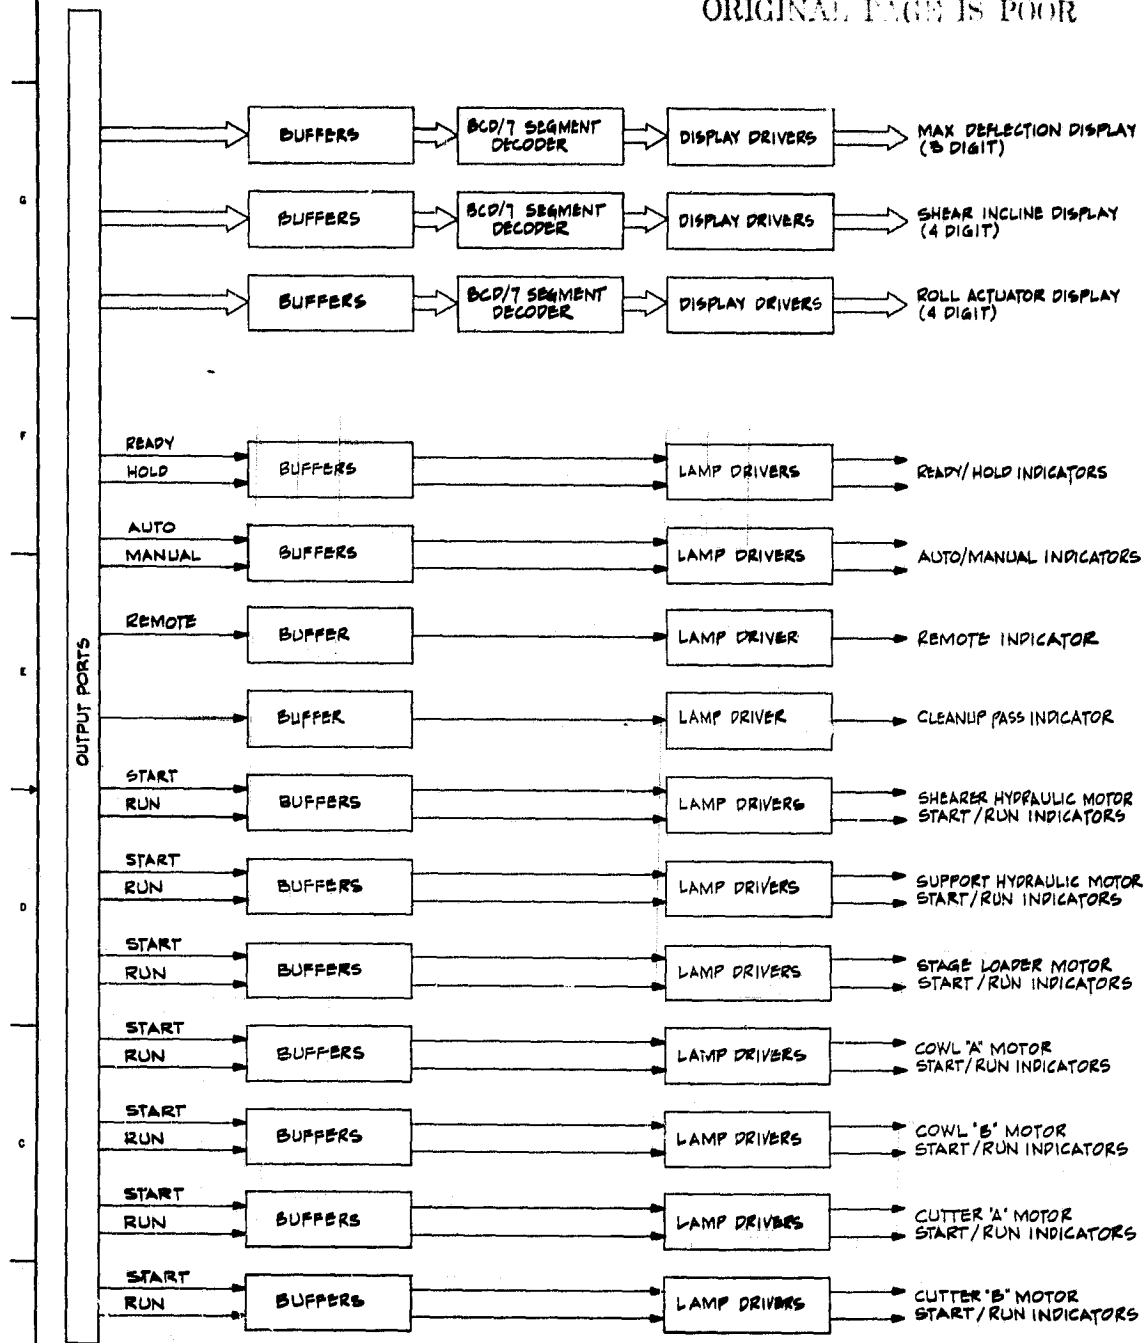 ORIGINAL PAGE IS POOR
BUFFERS
BCD/7 SEGMENT
DECODER
DISPLAY DRIVERS
MAX DEFLECTION DISPLAY
(3 DIGIT)
G
BUFFERS
BCD/7 SEGMENT
DECODER
DISPLAY DRIVERS
SHEAR INCLINE DISPLAY
(4 DIGIT)
BUFFERS
BCD/7 SEGMENT
DECODER
DISPLAY DRIVERS
ROLL ACTUATOR DISPLAY
(4 DIGIT)
F
READY
HOLD
BUFFERS
LAMP DRIVERS
READY/HOLD INDICATORS
AUTO
MANUAL
BUFFERS
LAMP DRIVERS
AUTO/MANUAL INDICATORS
REMOTE
BUFFER
LAMP DRIVER
REMOTE INDICATOR
E
OUTPUT PORTS
BUFFER
LAMP DRIVER
CLEANUP PASS INDICATOR
START
RUN
BUFFERS
LAMP DRIVERS
SHEARER HYDRAULIC MOTOR
START/RUN INDICATORS
START
RUN
BUFFERS
LAMP DRIVERS
SUPPORT HYDRAULIC MOTOR
START/RUN INDICATORS
D
START
RUN
BUFFERS
LAMP DRIVERS
STAGE LOADER MOTOR
START/RUN INDICATORS
START
RUN
BUFFERS
LAMP DRIVERS
COWL "A" MOTOR
START/RUN INDICATORS
C
START
RUN
BUFFERS
LAMP DRIVERS
COWL "B" MOTOR
START/RUN INDICATORS
START
RUN
BUFFERS
LAMP DRIVERS
CUTTER "A" MOTOR
START/RUN INDICATORS
START
RUN
BUFFERS
LAMP DRIVERS
CUTTER "B" MOTOR
START/RUN INDICATORS